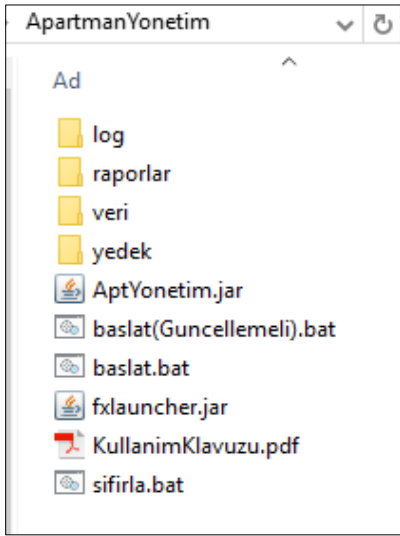 ApartmanYonetim
Ad
log
raporlar
veri
yedek
AptYonetim.jar
baslat(Guncellemeli).bat
baslat.bat
fxlauncher.jar
KullanimKlavuzu.pdf
sifirla.bat